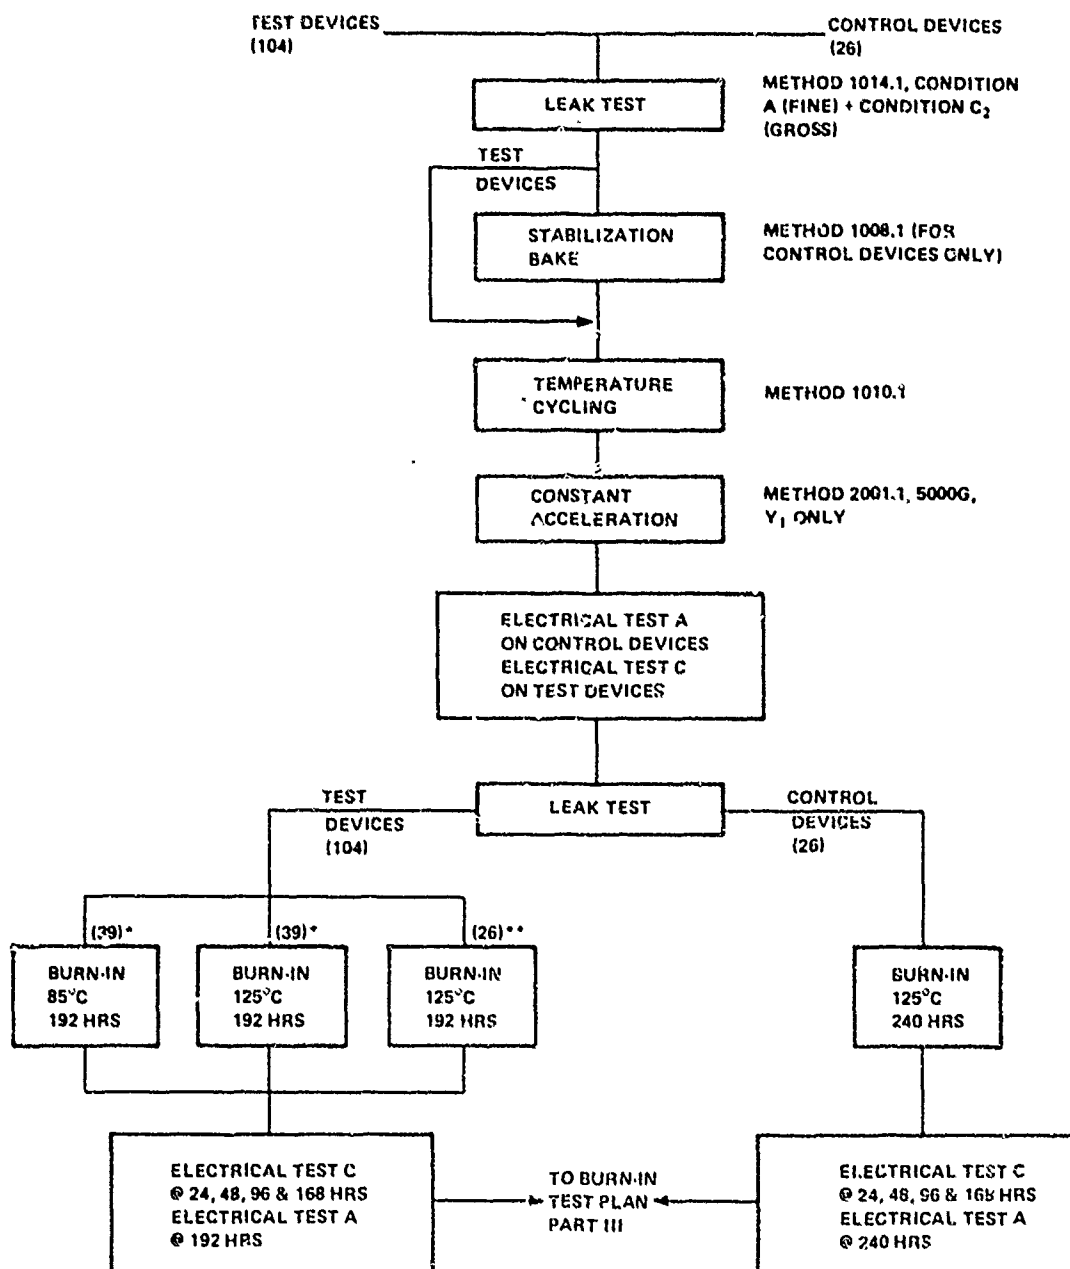 TEST DEVICES
(104)
CONTROL DEVICES
(26)
LEAK TEST
METHOD 1014.1, CONDITION
A (FINE) + CONDITION C₂
(GROSS)
TEST
DEVICES
STABILIZATION
BAKE
METHOD 1008.1 (FOR
CONTROL DEVICES ONLY)
TEMPERATURE
CYCLING
METHOD 1010.1
CONSTANT
ACCELERATION
METHOD 2001.1, 5000G,
Y₁ ONLY
ELECTRICAL TEST A
ON CONTROL DEVICES
ELECTRICAL TEST C
ON TEST DEVICES
LEAK TEST
TEST
DEVICES
(104)
CONTROL
DEVICES
(26)
(39)*
(39)*
(26)**
BURN-IN
85°C
192 HRS
BURN-IN
125°C
192 HRS
BURN-IN
125°C
192 HRS
BURN-IN
125°C
240 HRS
ELECTRICAL TEST C
@ 24, 48, 96 & 168 HRS
ELECTRICAL TEST A
@ 192 HRS
TO BURN-IN
TEST PLAN
PART III
ELECTRICAL TEST C
@ 24, 48, 96 & 168 HRS
ELECTRICAL TEST A
@ 240 HRS